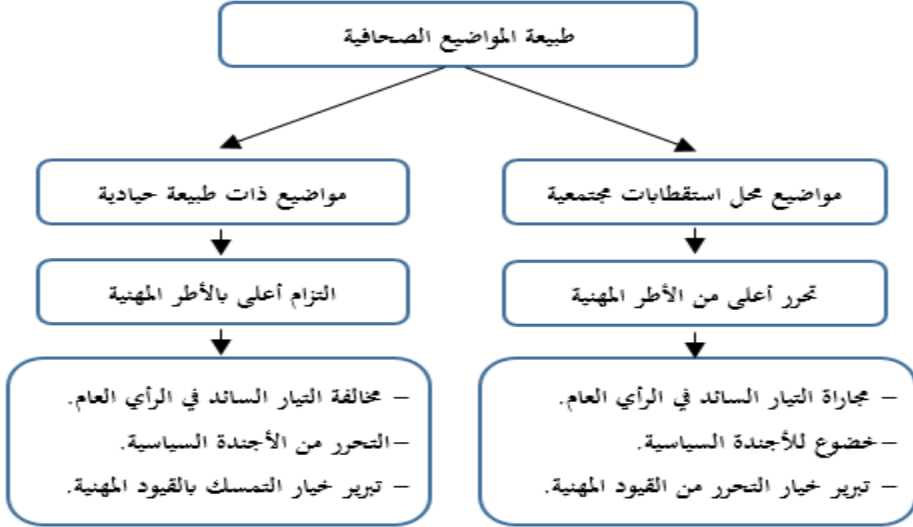 طبيعة المواضيع الصحافية
مواضيع محل استقطابات مجتمعية
مواضيع ذات طبيعة حيادية
تحرر أعلى من الأطر المهنية
التزام أعلى بالأطر المهنية
– مجاراة التيار السائد في الرأي العام.
–خضوع للأجندة السياسية.
– تبرير خيار التحرر من القيود المهنية.
– مخالفة التيار السائد في الرأي العام.
–التحرر من الأجندة السياسية.
– تبرير خيار التمسك بالقيود المهنية.